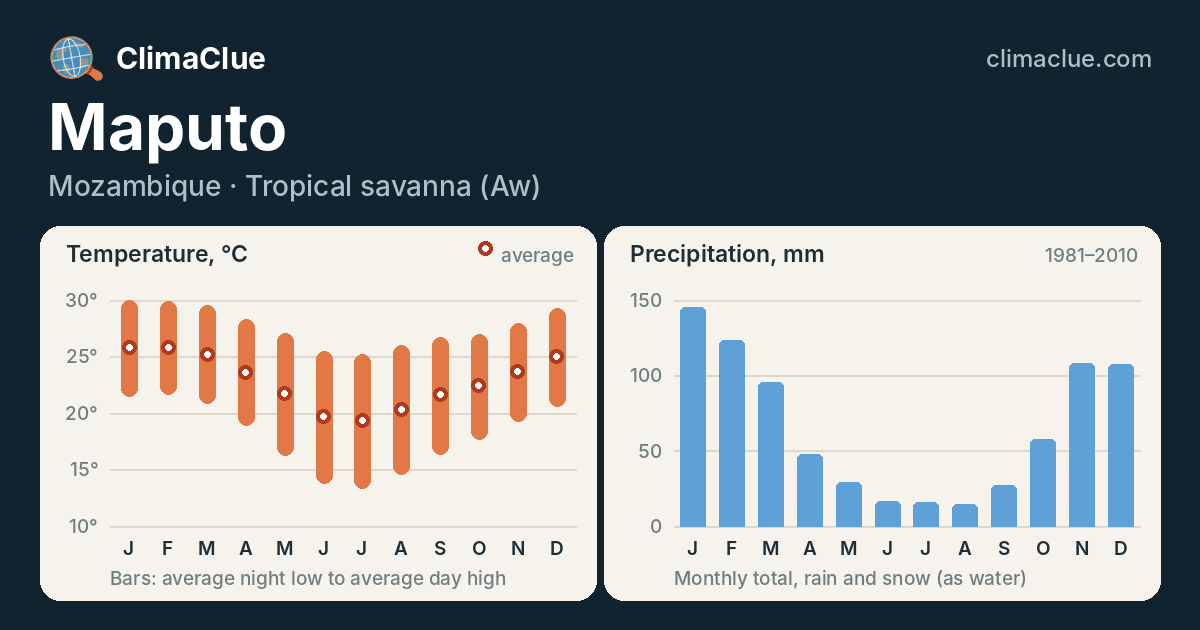 ClimaClue
climaclue.com
Maputo
Mozambique · Tropical savanna (Aw)
Temperature, °C
average
30°
25°
20°
15°
10°
J F M A M J J A S O N D
Bars: average night low to average day high
Precipitation, mm
1981–2010
150
100
50
0
J F M A M J J A S O N D
Monthly total, rain and snow (as water)